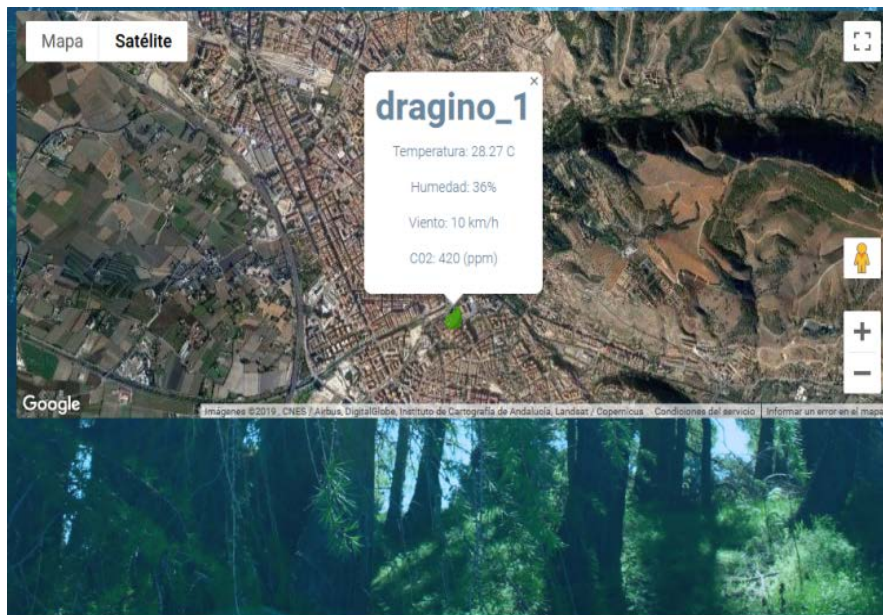 Mapa Satélite
×
dragino_1
Temperatura: 28.27 C
Humedad: 36%
Viento: 10 km/h
C02: 420 (ppm)
Google
Imágenes ©2019 , CNES / Airbus, DigitalGlobe, Instituto de Cartografía de Andalucía, Landsat / Copernicus Condiciones del servicio Informar un error en el mapa